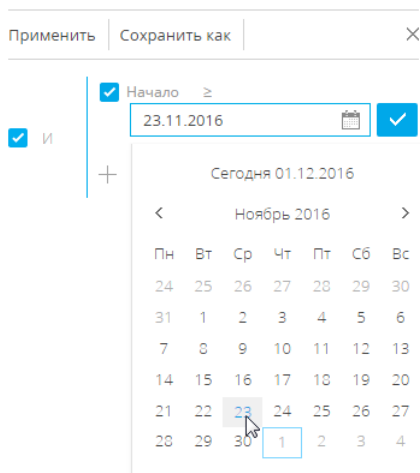 Применить Сохранить как
Начало ≥
23.11.2016
И
Сегодня 01.12.2016
Ноябрь 2016
Пн Вт Ср Чт Пт Сб Вс
24 25 26 27 28 29 30
31 1 2 3 4 5 6
7 8 9 10 11 12 13
14 15 16 17 18 19 20
21 22 23 24 25 26 27
28 29 30 1 2 3 4